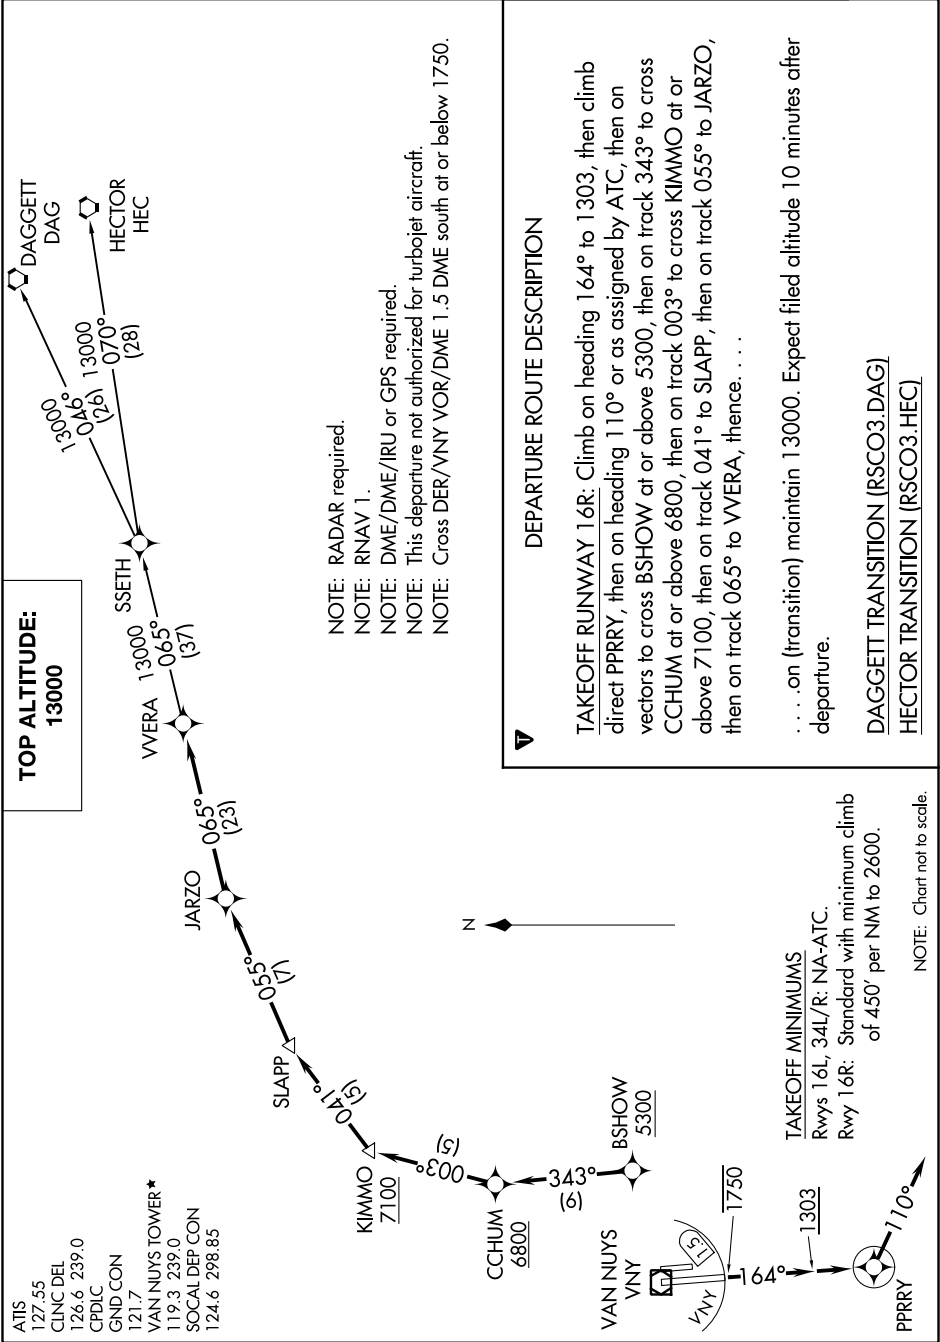 ATIS
127.55
CLNC DEL
126.6 239.0
CPDLC
GND CON
121.7
VAN NUYS TOWER★
119.3 239.0
SOCAL DEP CON
124.6 298.85
TOP ALTITUDE:
13000
DAGGETT
DAG
HECTOR
HEC
13000
046°
(26)
13000
070°
(28)
SSETH
13000
065°
(37)
VVERA
065°
(23)
JARZO
055°
(7)
SLAPP
041°
(5)
KIMMO
7100
003°
(5)
CCHUM
6800
343°
(6)
BSHOW
5300
VAN NUYS
VNY
VNY
1.5
1750
164°
1303
PPRRY
110°
N
NOTE: RADAR required.
NOTE: RNAV 1.
NOTE: DME/DME/IRU or GPS required.
NOTE: This departure not authorized for turbojet aircraft.
NOTE: Cross DER/VNY VOR/DME 1.5 DME south at or below 1750.
TAKEOFF MINIMUMS
Rwys 16L, 34L/R: NA-ATC.
Rwy 16R: Standard with minimum climb
of 450' per NM to 2600.
NOTE: Chart not to scale.
T
DEPARTURE ROUTE DESCRIPTION
TAKEOFF RUNWAY 16R: Climb on heading 164° to 1303, then climb
direct PPRRY, then on heading 110° or as assigned by ATC, then on
vectors to cross BSHOW at or above 5300, then on track 343° to cross
CCHUM at or above 6800, then on track 003° to cross KIMMO at or
above 7100, then on track 041° to SLAPP, then on track 055° to JARZO,
then on track 065° to VVERA, thence. . . .
. . . .on (transition) maintain 13000. Expect filed altitude 10 minutes after
departure.
DAGGETT TRANSITION (RSCO3.DAG)
HECTOR TRANSITION (RSCO3.HEC)